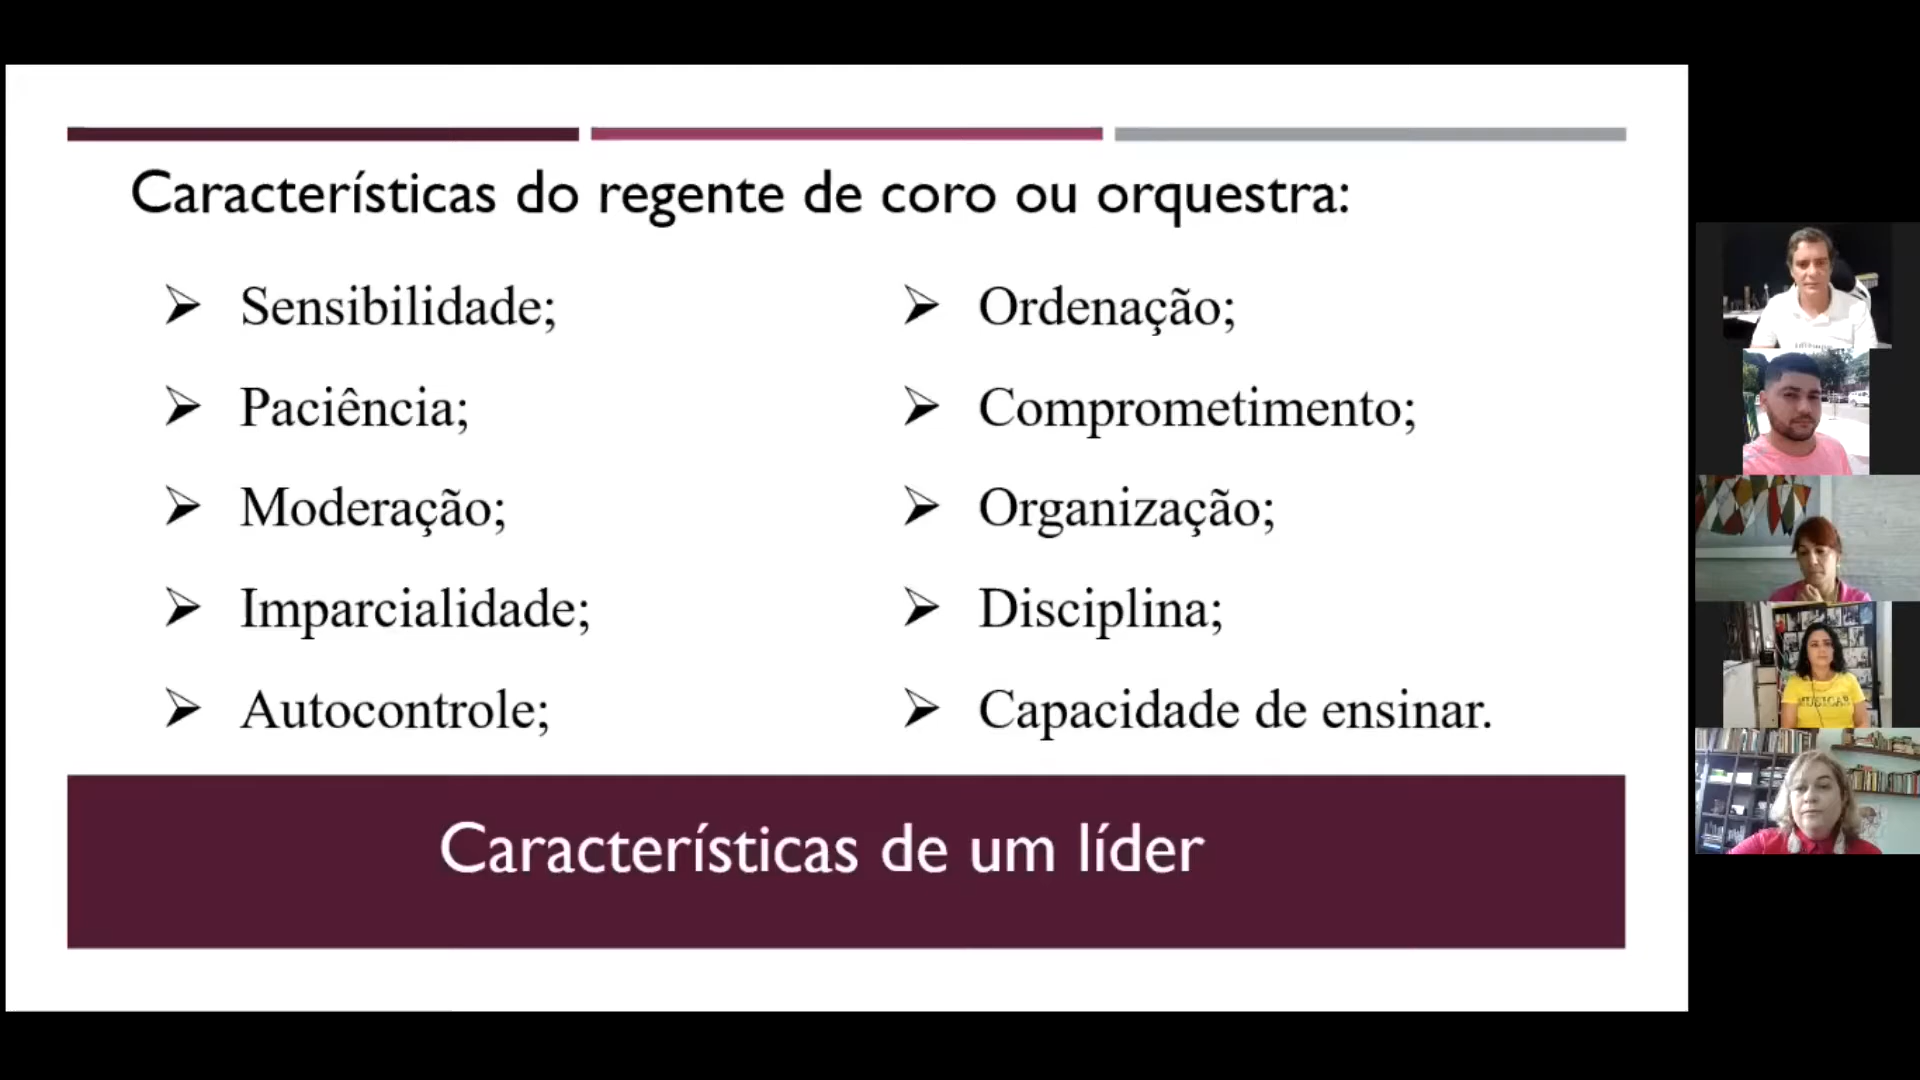 Características do regente de coro ou orquestra:
Sensibilidade;
Paciência;
Moderação;
Imparcialidade;
Autocontrole;
Ordenação;
Comprometimento;
Organização;
Disciplina;
Capacidade de ensinar.
Características de um líder